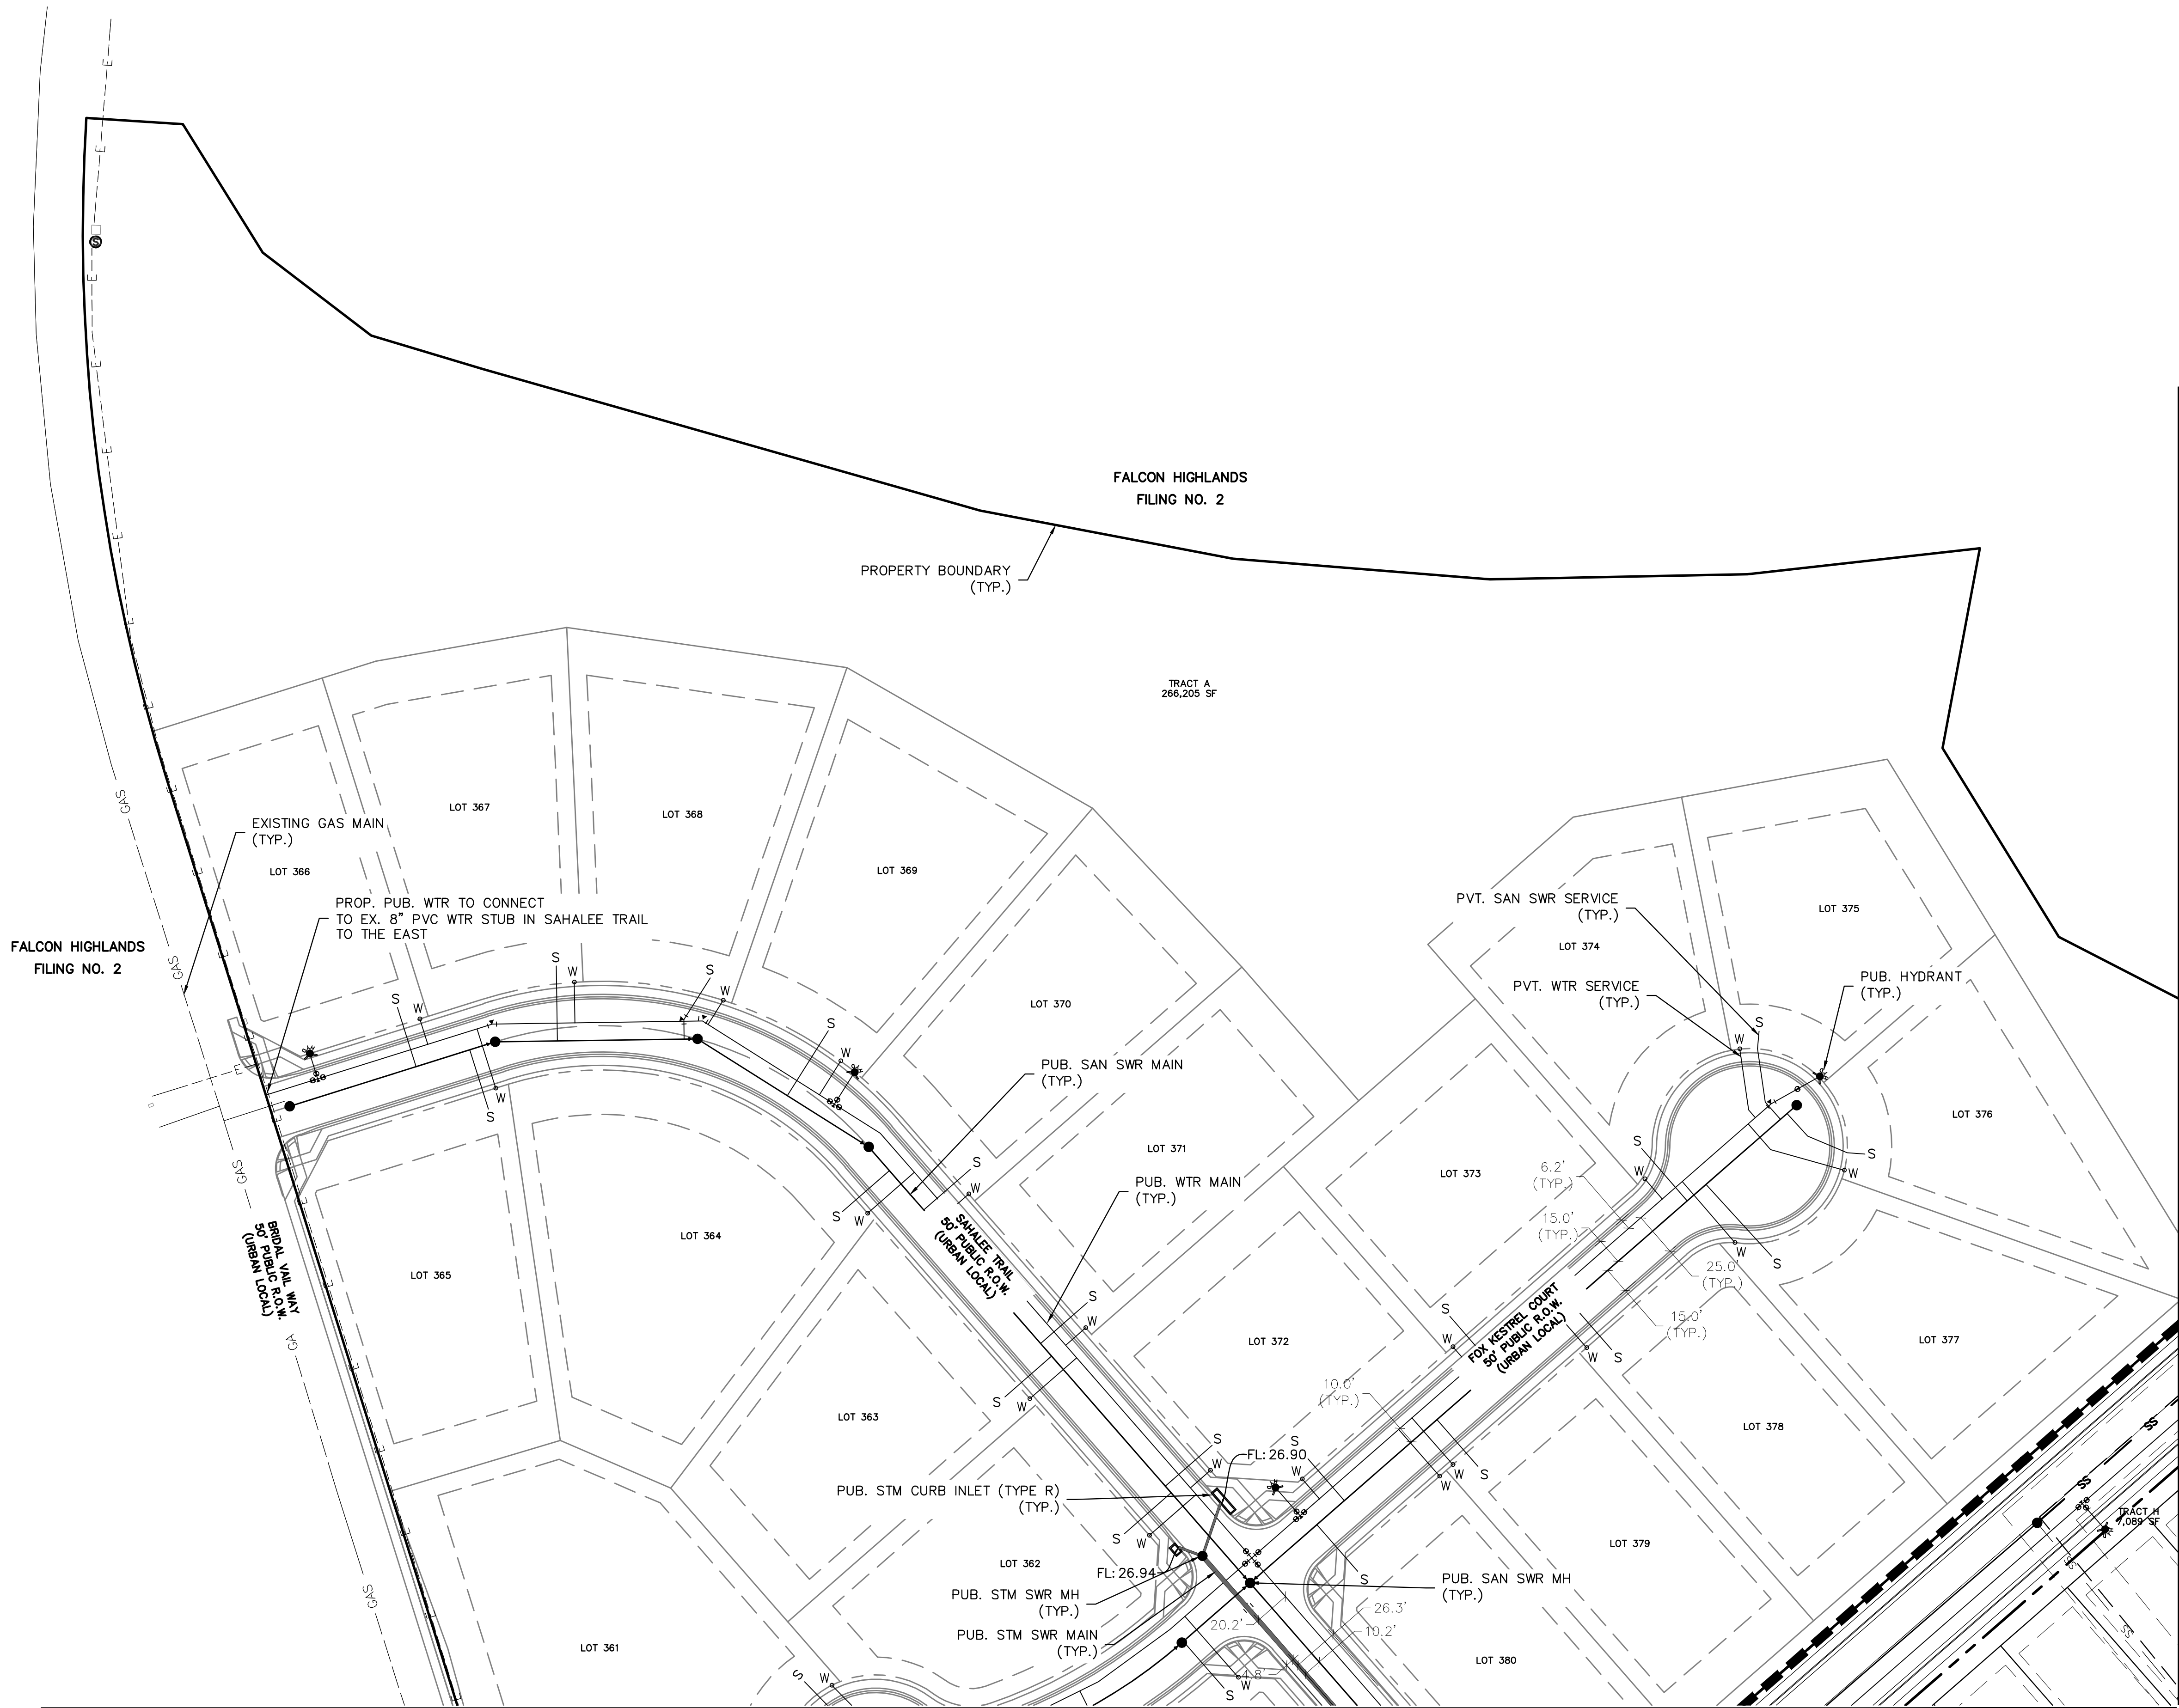 FALCON HIGHLANDS
FILING NO. 2
PROPERTY BOUNDARY
(TYP.)
TRACT A
266,205 SF
E
E
S
E
E
E
E
E
E
E
E
E
GAS
EXISTING GAS MAIN
(TYP.)
LOT 366
LOT 367
LOT 368
LOT 369
PROP. PUB. WTR TO CONNECT
TO EX. 8" PVC WTR STUB IN SAHALEE TRAIL
TO THE EAST
FALCON HIGHLANDS
FILING NO. 2
GAS
PVT. SAN SWR SERVICE
(TYP.)
LOT 375
LOT 374
PVT. WTR SERVICE
(TYP.)
PUB. HYDRANT
(TYP.)
LOT 370
S
W
S
W
S
W
S
W
S
W
E
S
W
PUB. SAN SWR MAIN
(TYP.)
LOT 376
LOT 371
LOT 373
6.2'
(TYP.)
S
W
S
W
PUB. WTR MAIN
(TYP.)
GAS
S
W
S
W
15.0'
(TYP.)
SAHALEE TRAIL
50' PUBLIC R.O.W.
(URBAN LOCAL)
LOT 364
LOT 365
BRIDAL VAIL WAY
50' PUBLIC R.O.W.
(URBAN LOCAL)
GA
W
S
25.0'
(TYP.)
15.0'
(TYP.)
FOX KESTREL COURT
50' PUBLIC R.O.W.
(URBAN LOCAL)
LOT 372
LOT 377
S
W
S
W
W
S
10.0'
(TYP.)
S
W
LOT 363
LOT 378
S
W
S
W
FL: 26.90
W
W
S
PUB. STM CURB INLET (TYPE R)
(TYP.)
SS
SS
TRACT H
7,089 SF
S
W
LOT 379
LOT 362
FL: 26.94
PUB. STM SWR MH
(TYP.)
S
PUB. SAN SWR MH
(TYP.)
GAS
26.3'
20.2'
10.2'
PUB. STM SWR MAIN
(TYP.)
SS
SS
LOT 361
LOT 380
4.8'
S
W
W
S